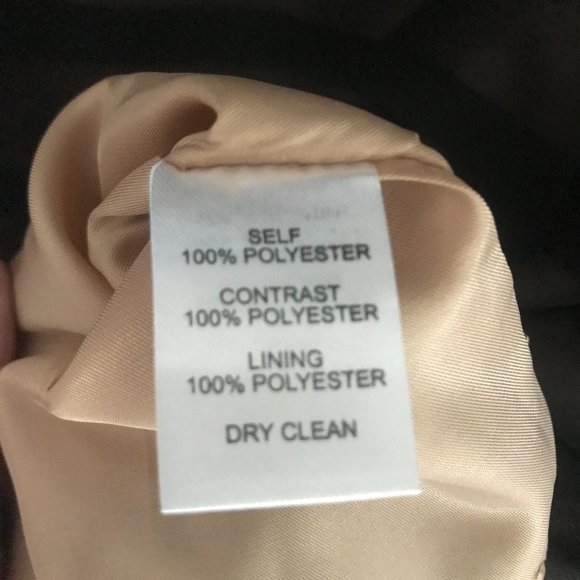 SELF
100% POLYESTER
CONTRAST
100% POLYESTER
LINING
100% POLYESTER
DRY CLEAN